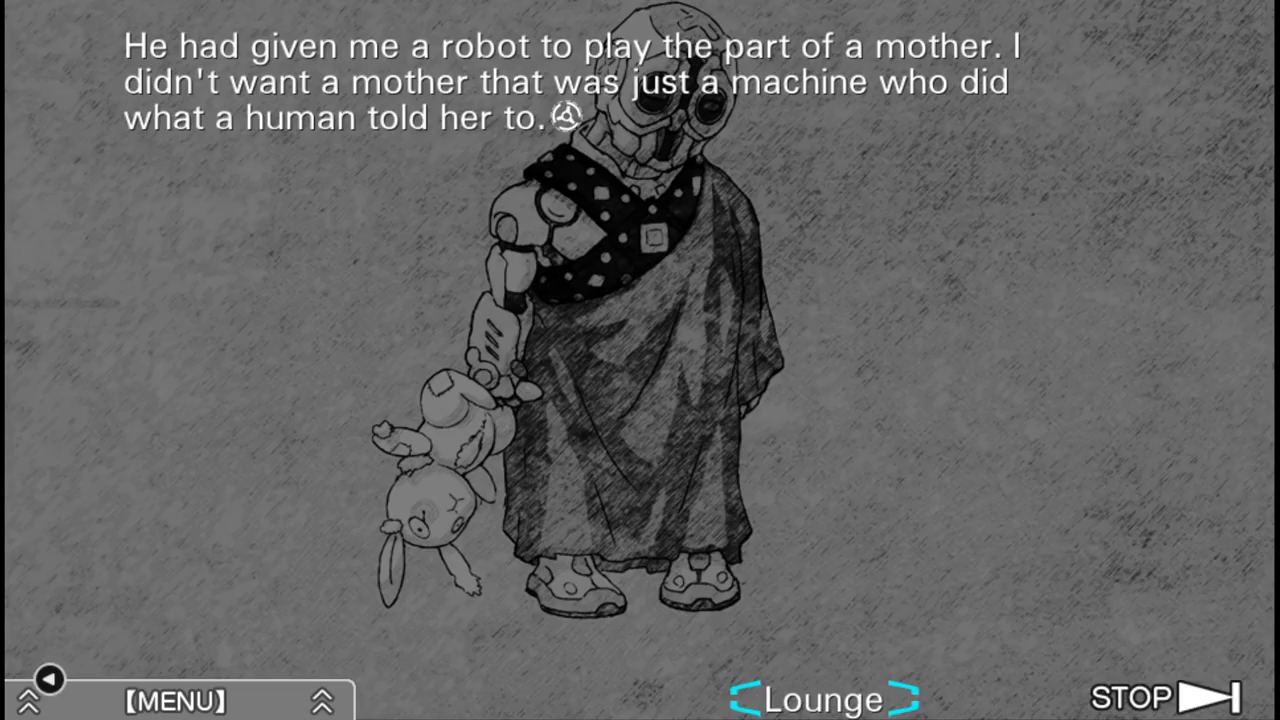 He had given me a robot to play the part of a mother. I
didn't want a mother that was just a machine who did
what a human told her to.
【MENU】
Lounge
STOP